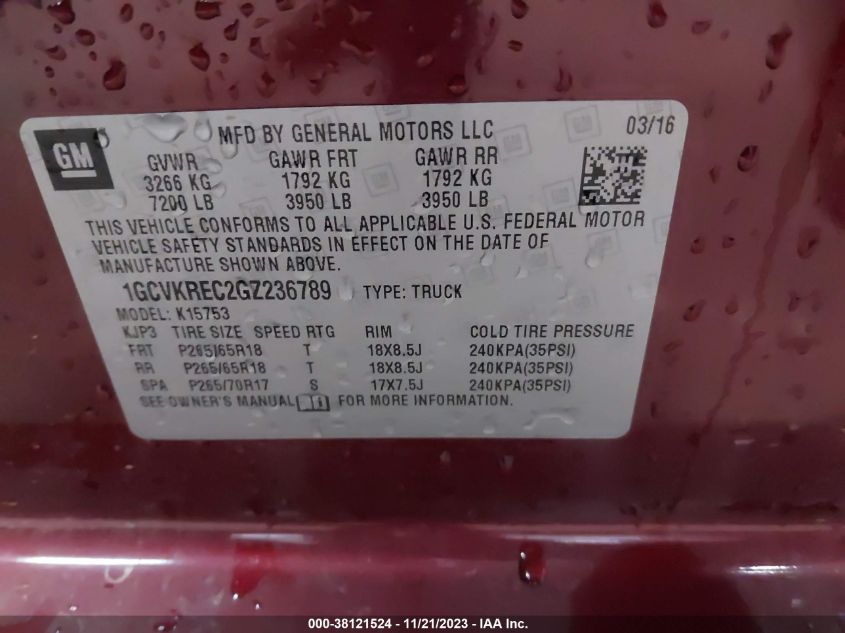 GM
MFD BY GENERAL MOTORS LLC 03/16
GVWR GAWR FRT GAWR RR
3266 KG 1792 KG 1792 KG
7200 LB 3950 LB 3950 LB
THIS VEHICLE CONFORMS TO ALL APPLICABLE U.S. FEDERAL MOTOR
VEHICLE SAFETY STANDARDS IN EFFECT ON THE DATE OF
MANUFACTURE SHOWN ABOVE.
1GCVKREC2GZ236789 TYPE: TRUCK
MODEL: K15753
KJP3 TIRE SIZE SPEED RTG RIM COLD TIRE PRESSURE
FRT P265/65R18 T 18X8.5J 240KPA(35PSI)
RR P265/65R18 T 18X8.5J 240KPA(35PSI)
SPA P265/70R17 S 17X7.5J 240KPA(35PSI)
SEE OWNER'S MANUAL FOR MORE INFORMATION.
000-38121524 - 11/21/2023 - IAA Inc.